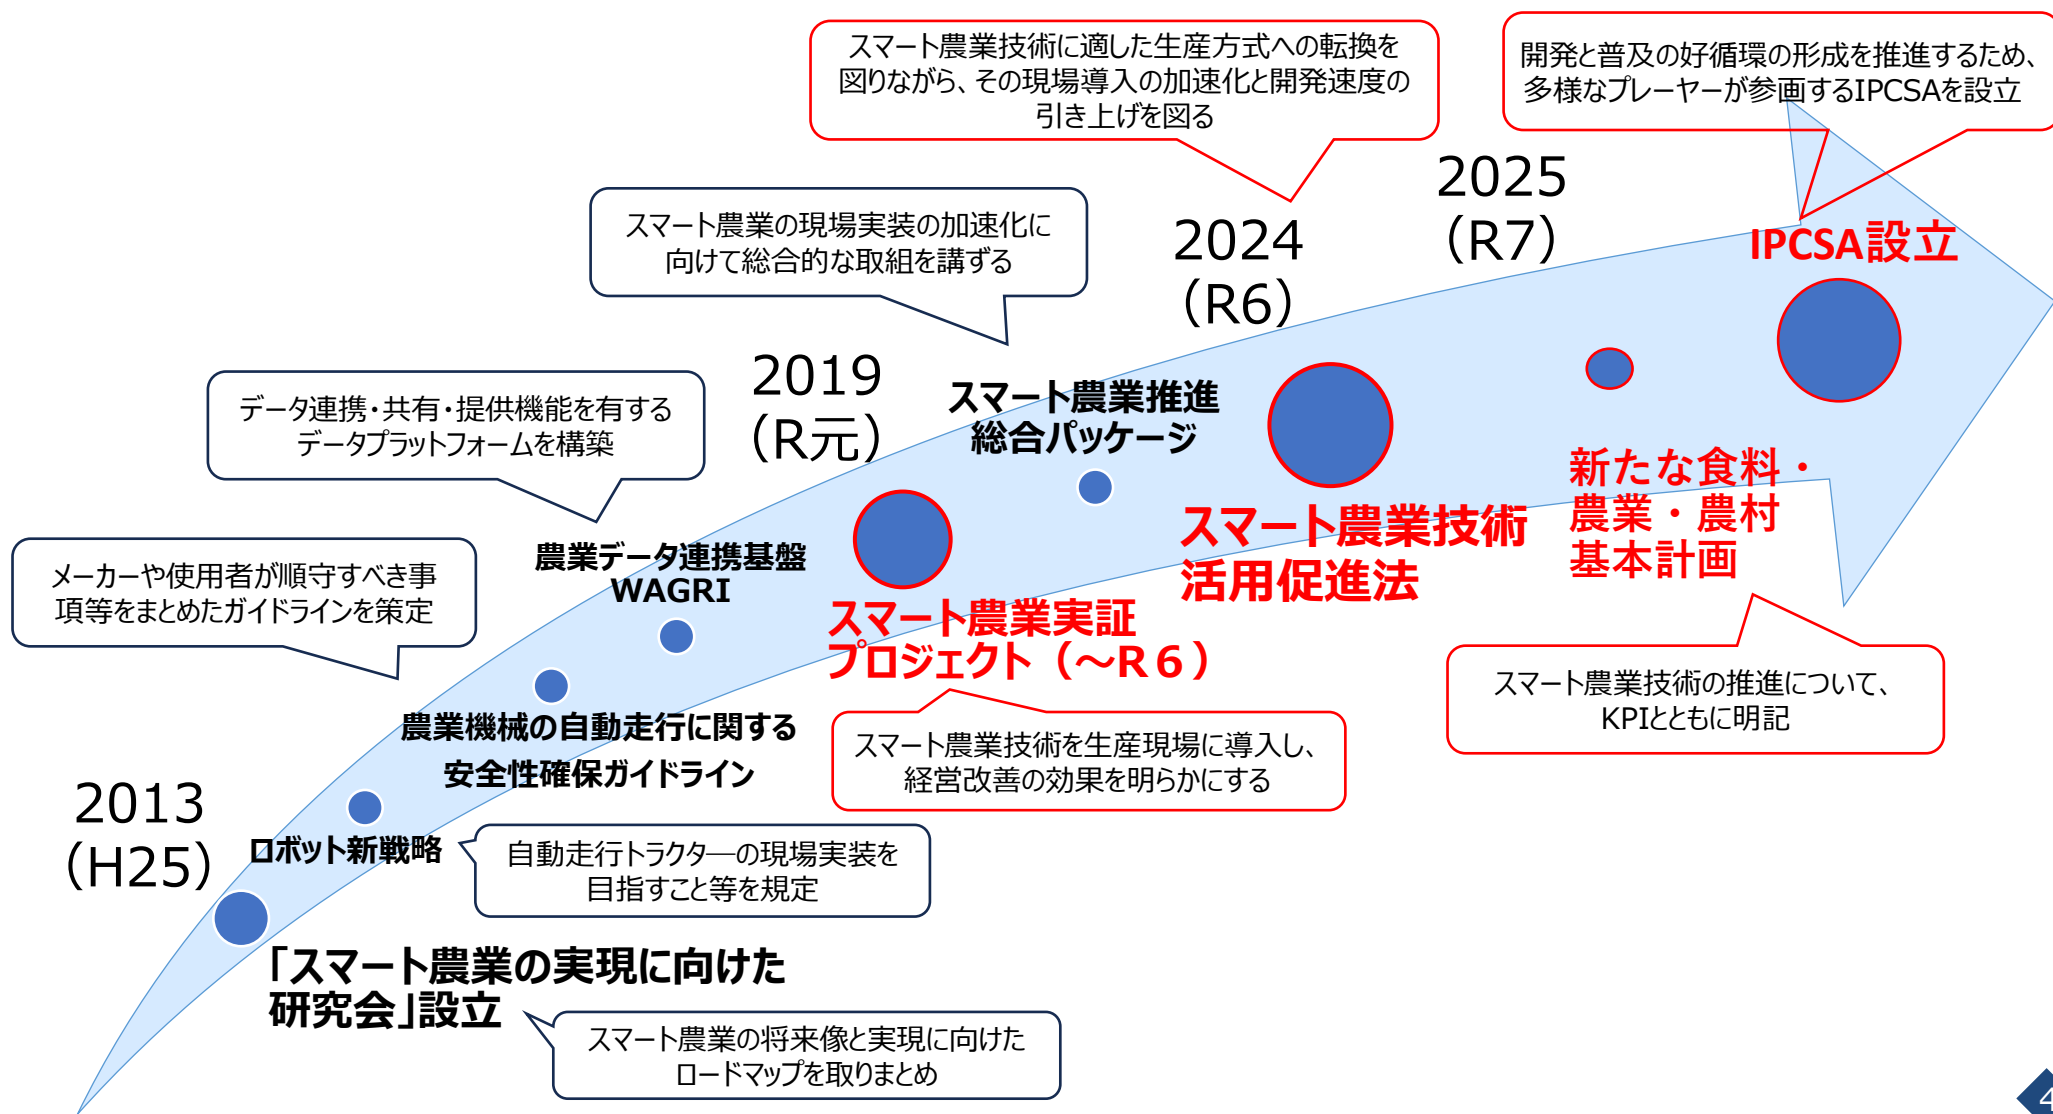 スマート農業技術に適した生産方式への転換を
図りながら、その現場導入の加速化と開発速度の
引き上げを図る
開発と普及の好循環の形成を推進するため、
多様なプレーヤーが参画するIPCSAを設立
2025
（R7）
IPCSA設立
スマート農業の現場実装の加速化に
向けて総合的な取組を講ずる
2024
（R6）
2019
（R元）
スマート農業推進
総合パッケージ
データ連携・共有・提供機能を有する
データプラットフォームを構築
新たな食料・
農業・農村
基本計画
スマート農業技術
活用促進法
農業データ連携基盤
WAGRI
メーカーや使用者が順守すべき事
項等をまとめたガイドラインを策定
スマート農業実証
プロジェクト（～R６）
スマート農業技術の推進について、
KPIとともに明記
農業機械の自動走行に関する
安全性確保ガイドライン
スマート農業技術を生産現場に導入し、
経営改善の効果を明らかにする
2013
（H25）
ロボット新戦略
自動走行トラクタ―の現場実装を
目指すこと等を規定
「スマート農業の実現に向けた
研究会」設立
スマート農業の将来像と実現に向けた
ロードマップを取りまとめ
4